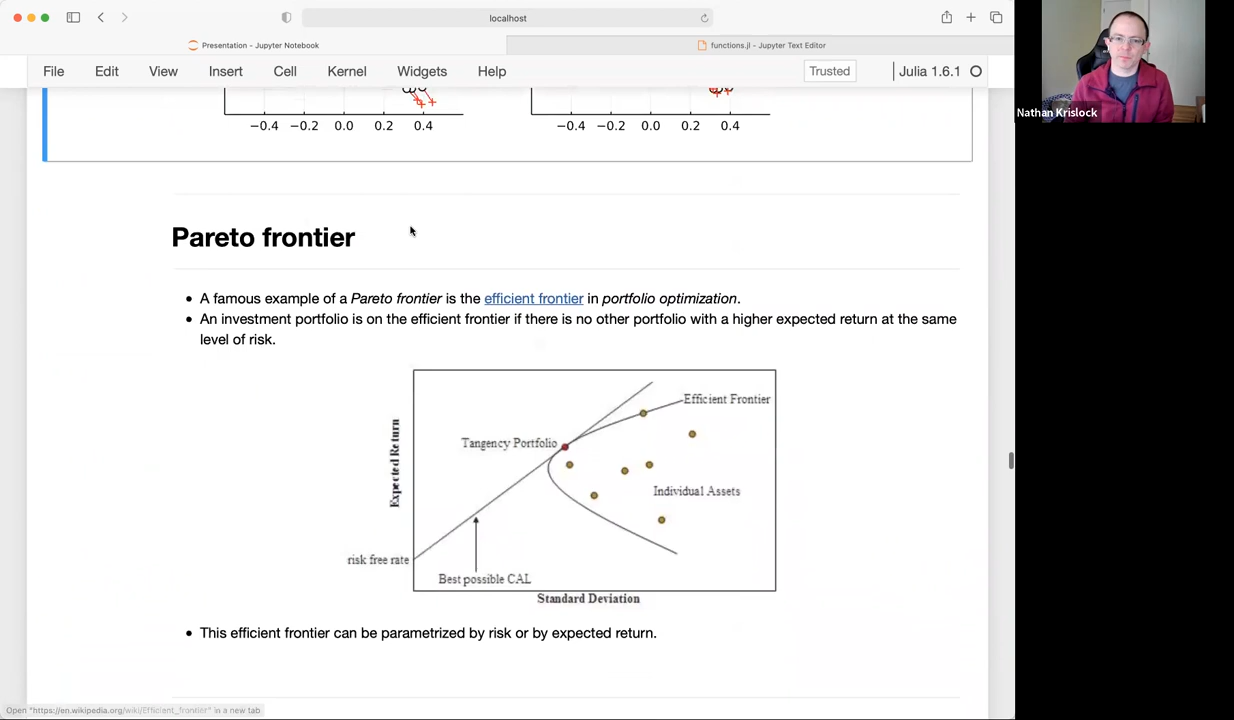 localhost
Presentation - Jupyter Notebook
functions.jl - Jupyter Text Editor
File Edit View Insert Cell Kernel Widgets Help Trusted Julia 1.6.1
Nathan Krislock
−0.4 −0.2 0.0 0.2 0.4
−0.4 −0.2 0.0 0.2 0.4
Pareto frontier
• A famous example of a Pareto frontier is the efficient frontier in portfolio optimization.
• An investment portfolio is on the efficient frontier if there is no other portfolio with a higher expected return at the same
level of risk.
Efficient Frontier
Tangency Portfolio
Expected Return
Individual Assets
risk free rate
Best possible CAL
Standard Deviation
• This efficient frontier can be parametrized by risk or by expected return.
Open "https://en.wikipedia.org/wiki/Efficient_frontier" in a new tab